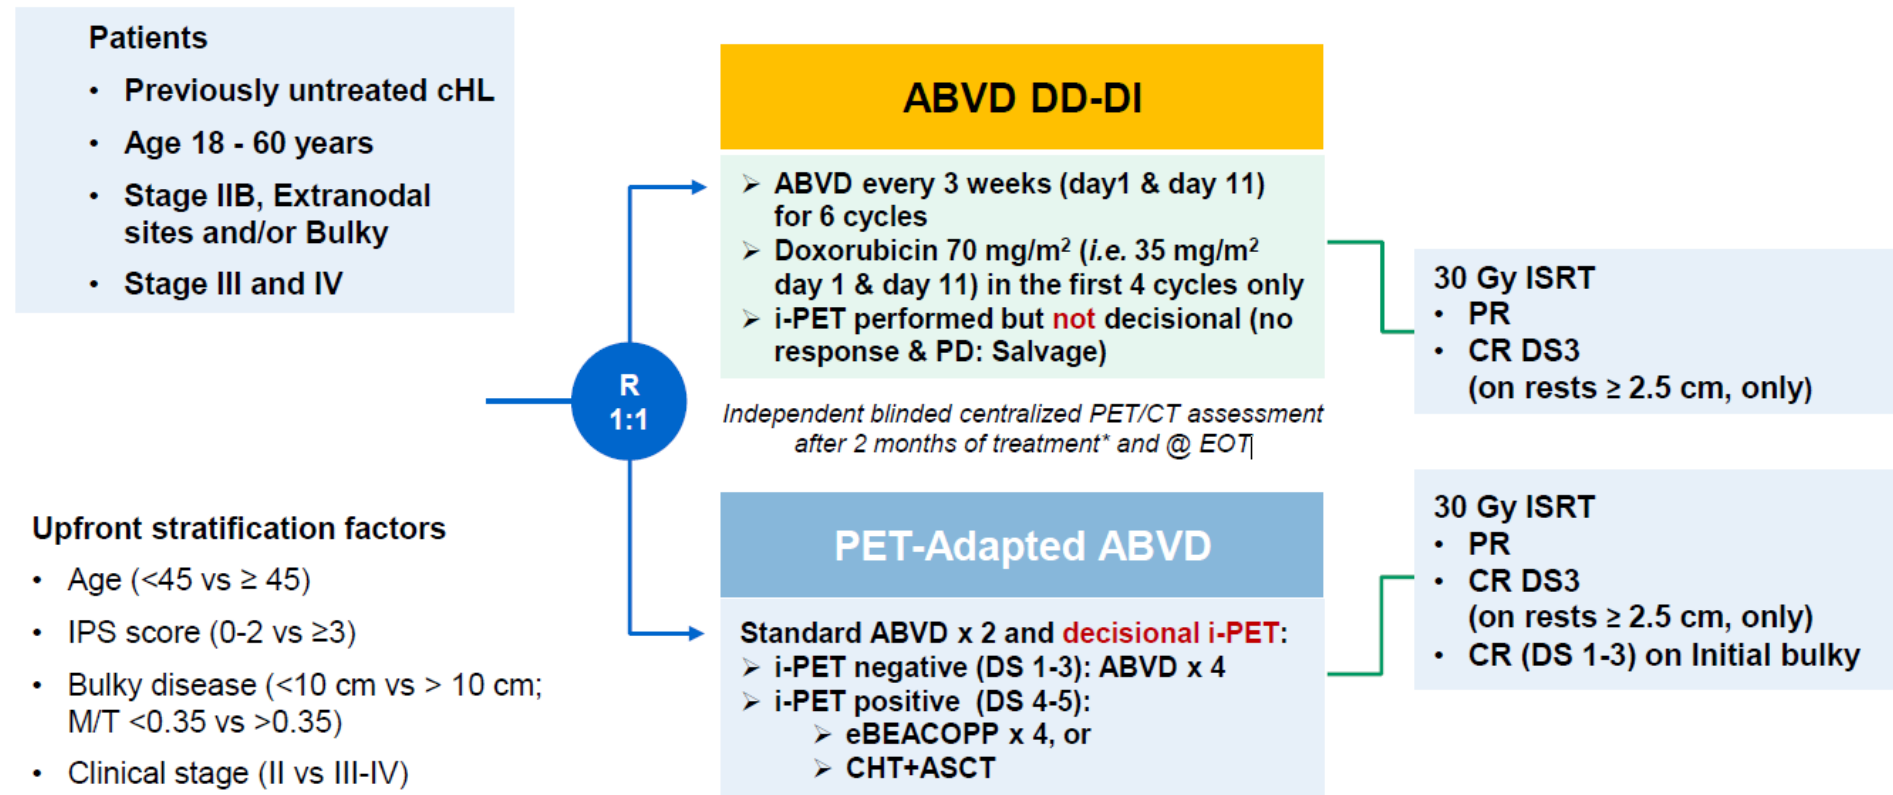 Patients
• Previously untreated cHL
• Age 18 - 60 years
• Stage IIB, Extranodal
sites and/or Bulky
• Stage III and IV
Upfront stratification factors
• Age (<45 vs ≥ 45)
• IPS score (0-2 vs ≥3)
• Bulky disease (<10 cm vs > 10 cm;
M/T <0.35 vs >0.35)
• Clinical stage (II vs III-IV)
R
1:1
ABVD DD-DI
➢ ABVD every 3 weeks (day1 & day 11)
for 6 cycles
➢ Doxorubicin 70 mg/m² (i.e. 35 mg/m²
day 1 & day 11) in the first 4 cycles only
➢ i-PET performed but not decisional (no
response & PD: Salvage)
Independent blinded centralized PET/CT assessment
after 2 months of treatment* and @ EOT
PET-Adapted ABVD
Standard ABVD x 2 and decisional i-PET:
➢ i-PET negative (DS 1-3): ABVD x 4
➢ i-PET positive (DS 4-5):
➢ eBEACOPP x 4, or
➢ CHT+ASCT
30 Gy ISRT
• PR
• CR DS3
(on rests ≥ 2.5 cm, only)
30 Gy ISRT
• PR
• CR DS3
(on rests ≥ 2.5 cm, only)
• CR (DS 1-3) on Initial bulky